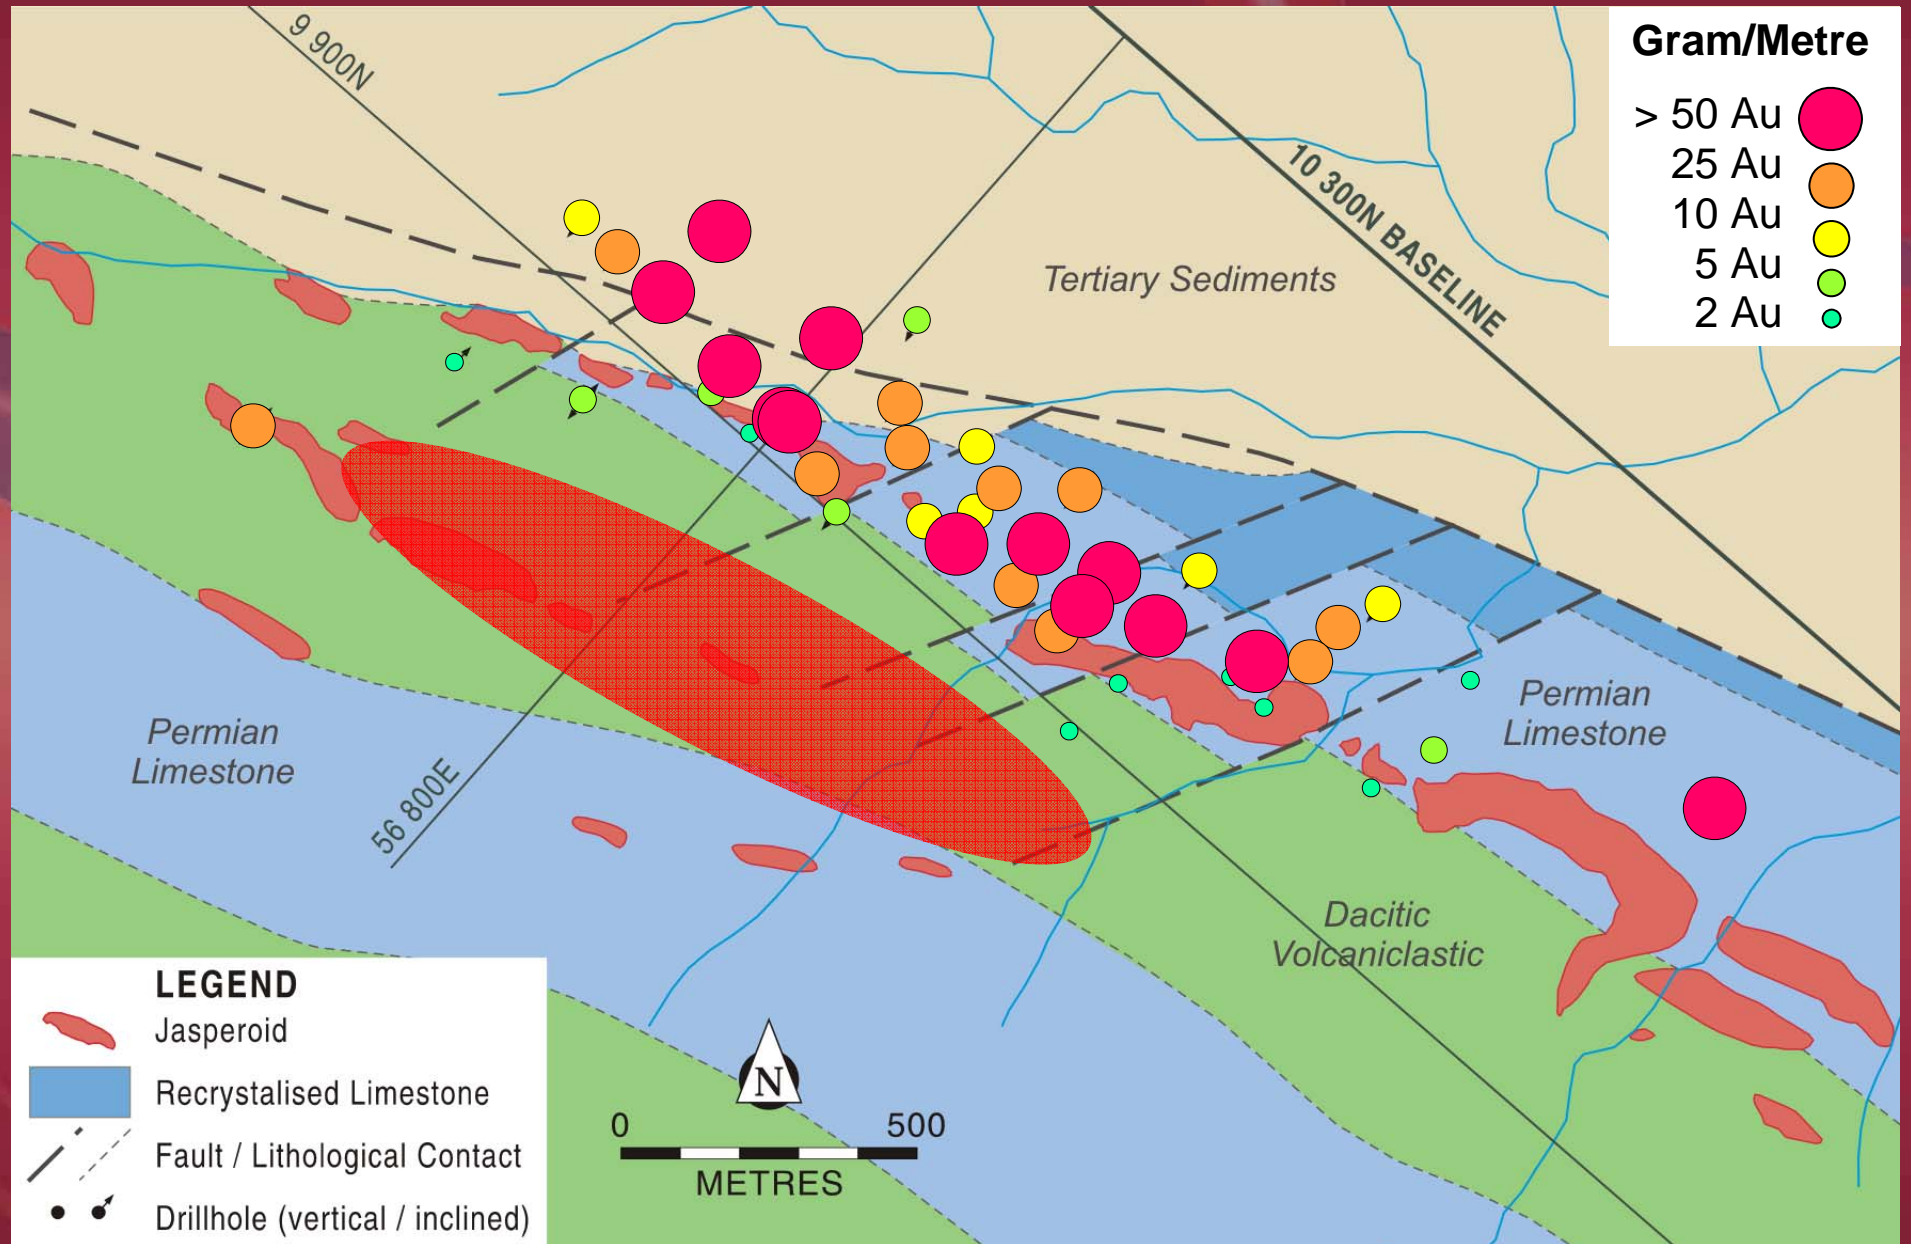 Gram/Metre
> 50 Au
25 Au
10 Au
5 Au
2 Au
9 900N
10 300N BASELINE
Tertiary Sediments
Permian
Limestone
Permian
Limestone
56 800E
Dacitic
Volcaniclastic
LEGEND
Jasperoid
Recrystalised Limestone
Fault / Lithological Contact
Drillhole (vertical / inclined)
N
0 500
METRES